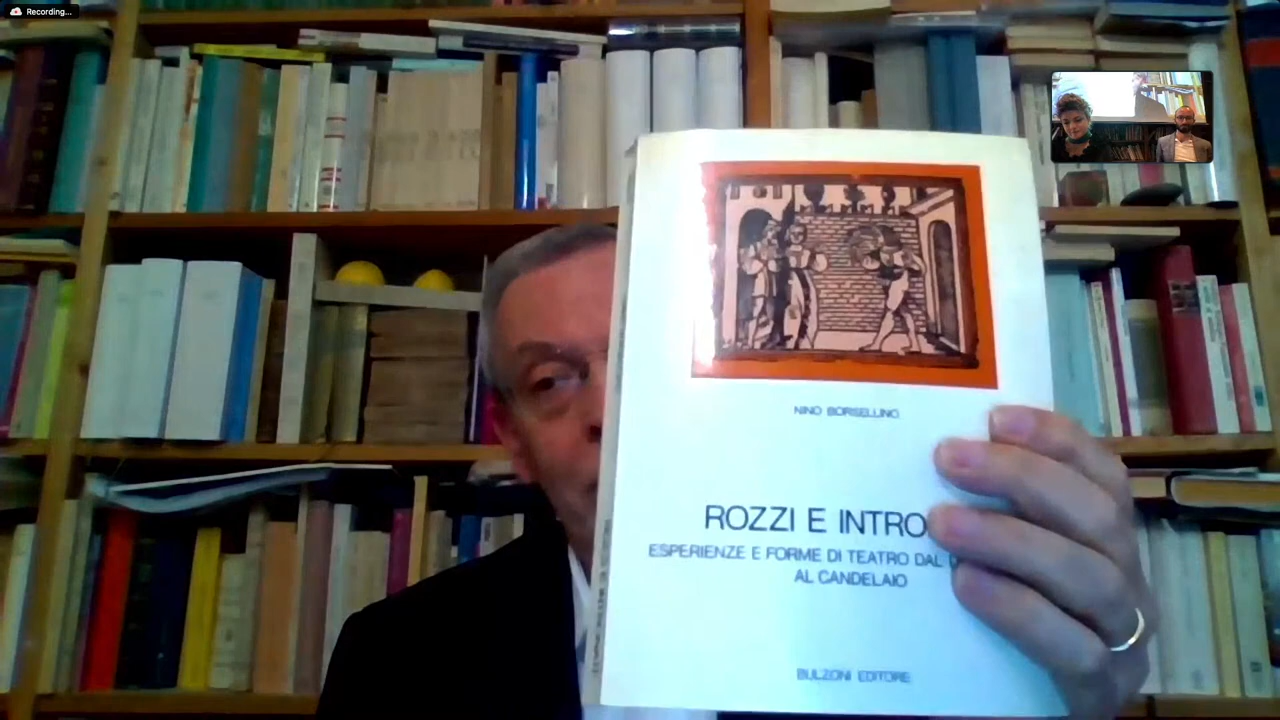 Recording...
NINO BORSELLINO
ROZZI E INTRO
ESPERIENZE E FORME DI TEATRO DAL
AL CANDELAIO
BULZONI EDITORE